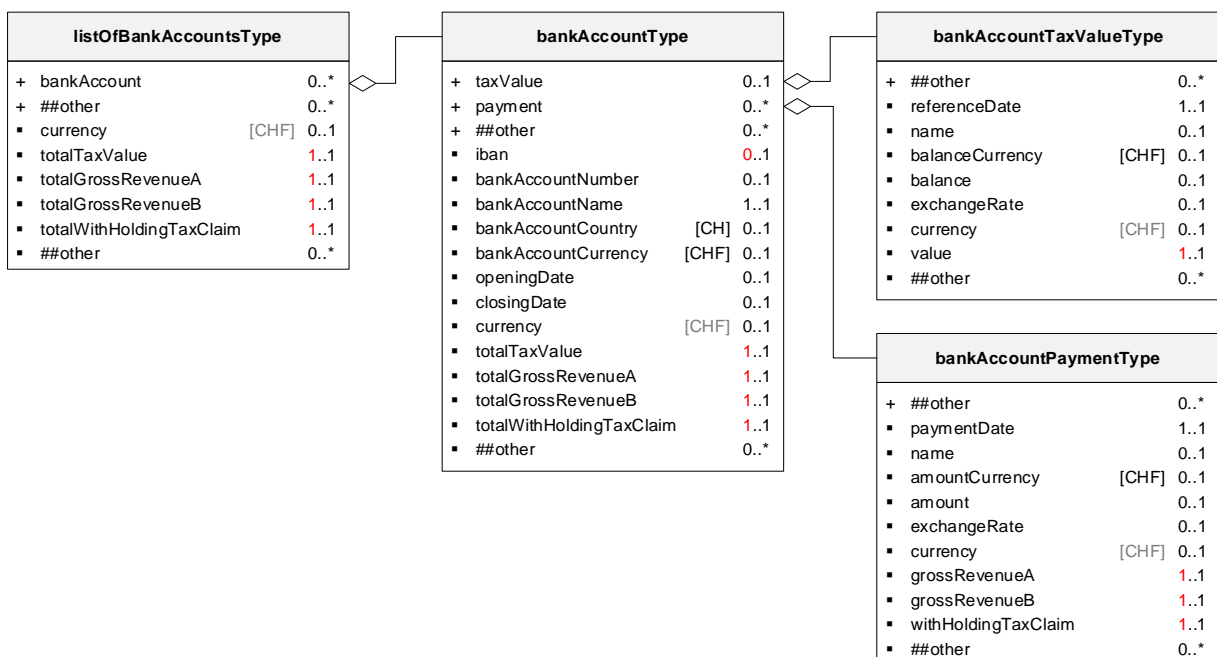 listOfBankAccountsType
+ bankAccount 0..*
+ ##other 0..*
▪ currency [CHF] 0..1
▪ totalTaxValue 1..1
▪ totalGrossRevenueA 1..1
▪ totalGrossRevenueB 1..1
▪ totalWithHoldingTaxClaim 1..1
▪ ##other 0..*
bankAccountType
+ taxValue 0..1
+ payment 0..*
+ ##other 0..*
▪ iban 0..1
▪ bankAccountNumber 0..1
▪ bankAccountName 1..1
▪ bankAccountCountry [CH] 0..1
▪ bankAccountCurrency [CHF] 0..1
▪ openingDate 0..1
▪ closingDate 0..1
▪ currency [CHF] 0..1
▪ totalTaxValue 1..1
▪ totalGrossRevenueA 1..1
▪ totalGrossRevenueB 1..1
▪ totalWithHoldingTaxClaim 1..1
▪ ##other 0..*
bankAccountTaxValueType
+ ##other 0..*
▪ referenceDate 1..1
▪ name 0..1
▪ balanceCurrency [CHF] 0..1
▪ balance 0..1
▪ exchangeRate 0..1
▪ currency [CHF] 0..1
▪ value 1..1
▪ ##other 0..*
bankAccountPaymentType
+ ##other 0..*
▪ paymentDate 1..1
▪ name 0..1
▪ amountCurrency [CHF] 0..1
▪ amount 0..1
▪ exchangeRate 0..1
▪ currency [CHF] 0..1
▪ grossRevenueA 1..1
▪ grossRevenueB 1..1
▪ withHoldingTaxClaim 1..1
▪ ##other 0..*